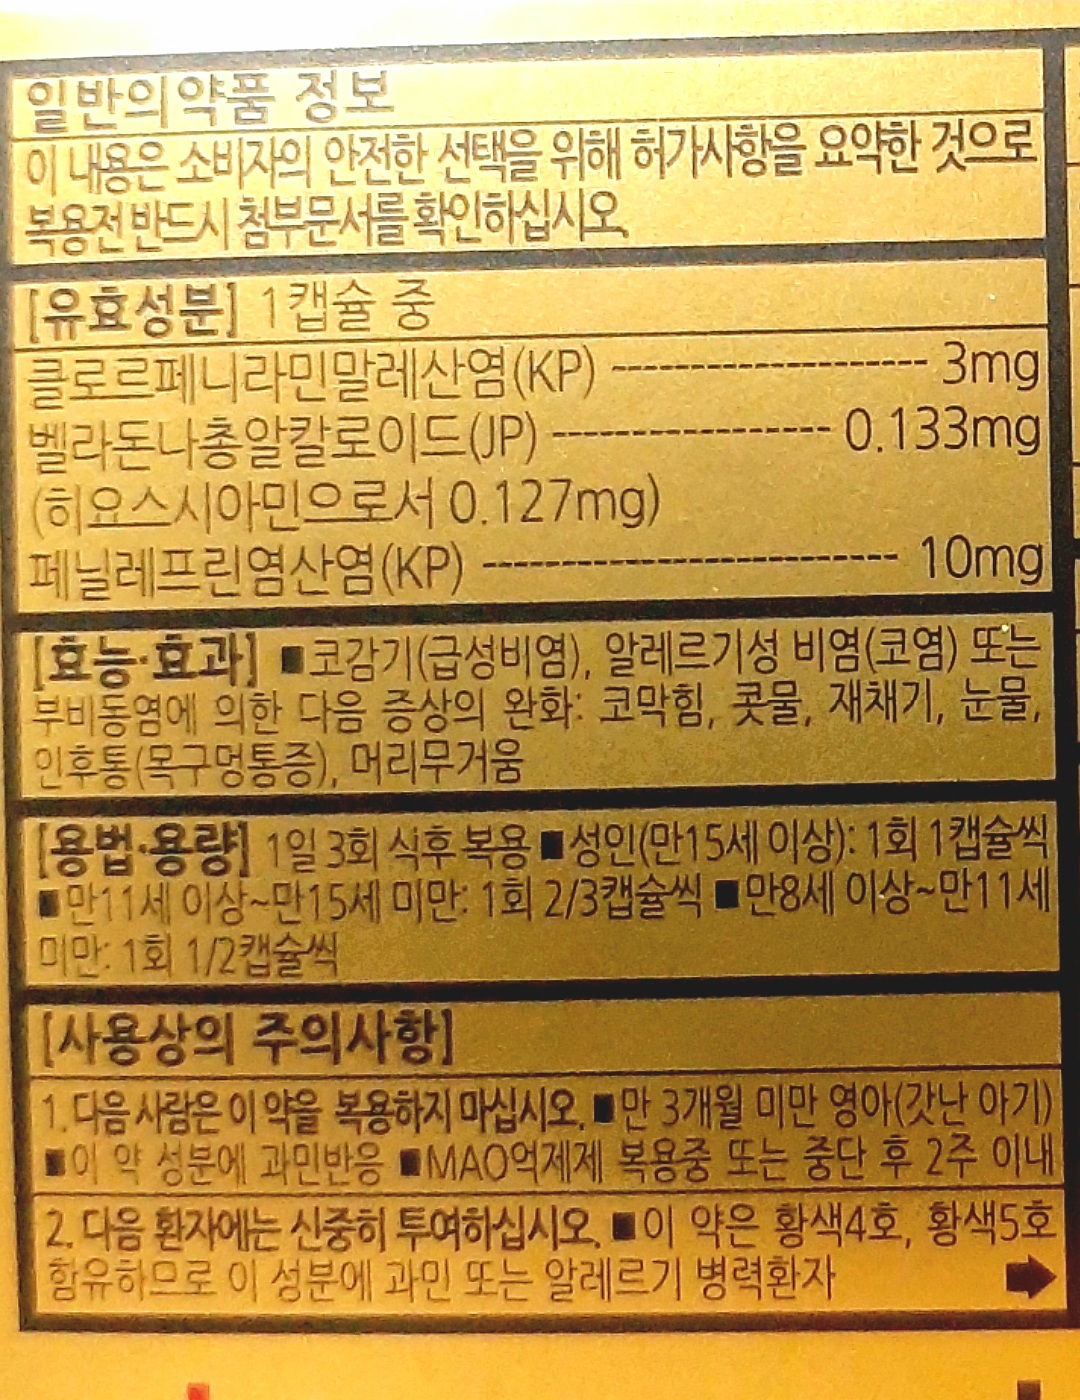 일반의약품 정보
이 내용은 소비자의 안전한 선택을 위해 허가사항을 요약한 것으로
복용전 반드시 첨부문서를 확인하십시오.
[유효성분] 1캡슐 중
클로르페니라민말레산염(KP) ------------------- 3mg
벨라돈나총알칼로이드(JP) ----------------- 0.133mg
(히요스시아민으로서 0.127mg)
페닐레프린염산염(KP) ------------------------- 10mg
[효능·효과] ■코감기(급성비염), 알레르기성 비염(코염) 또는
부비동염에 의한 다음 증상의 완화: 코막힘, 콧물, 재채기, 눈물,
인후통(목구멍통증), 머리무거움
[용법·용량] 1일 3회 식후 복용 ■성인(만15세 이상): 1회 1캡슐씩
■만11세 이상~만15세 미만: 1회 2/3캡슐씩 ■만8세 이상~만11세
미만: 1회 1/2캡슐씩
[사용상의 주의사항]
1. 다음 사람은 이 약을 복용하지 마십시오. ■만 3개월 미만 영아(갓난 아기)
■이 약 성분에 과민반응 ■MAO억제제 복용중 또는 중단 후 2주 이내
2. 다음 환자에는 신중히 투여하십시오. ■이 약은 황색4호, 황색5호
함유하므로 이 성분에 과민 또는 알레르기 병력환자